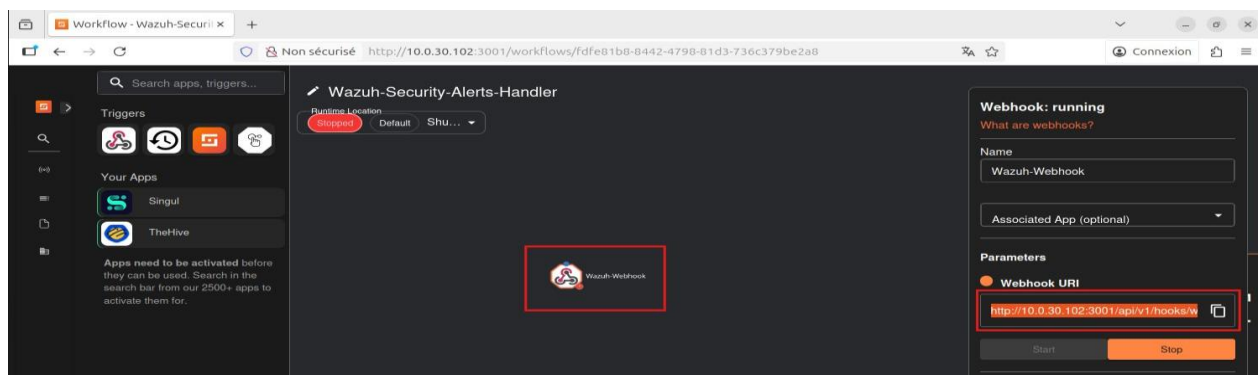 Workflow - Wazuh-Securit
Non sécurisé http://10.0.30.102:3001/workflows/fdfe81b8-8442-4798-81d3-736c379be2a8
Connexion
Search apps, triggers...
Triggers
Your Apps
Singul
TheHive
Apps need to be activated before
they can be used. Search in the
search bar from our 2500+ apps to
activate them for.
Wazuh-Security-Alerts-Handler
Runtime Location
Stopped Default Shu...
Wazuh-Webhook
Webhook: running
What are webhooks?
Name
Wazuh-Webhook
Associated App (optional)
Parameters
Webhook URI
http://10.0.30.102:3001/api/v1/hooks/w
Start Stop